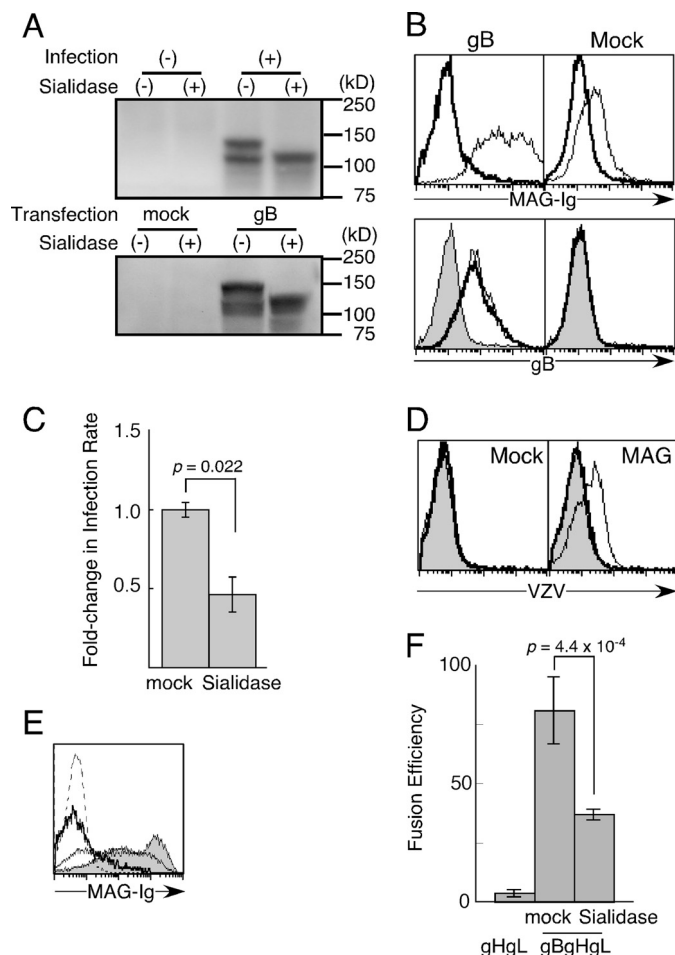 A
Infection (-) (+)
Sialidase (-) (+) (-) (+) (kD)
250
150
100
75
Transfection mock gB
Sialidase (-) (+) (-) (+) (kD)
250
150
100
75
B
gB Mock
MAG-Ig
gB
C
Fold-change in Infection Rate
1.5
1.0
0.5
p = 0.022
mock Sialidase
D
Mock MAG
VZV
E
MAG-Ig
F
Fusion Efficiency
100
50
0
p = 4.4 x 10⁻⁴
mock Sialidase
gHgL gBgHgL